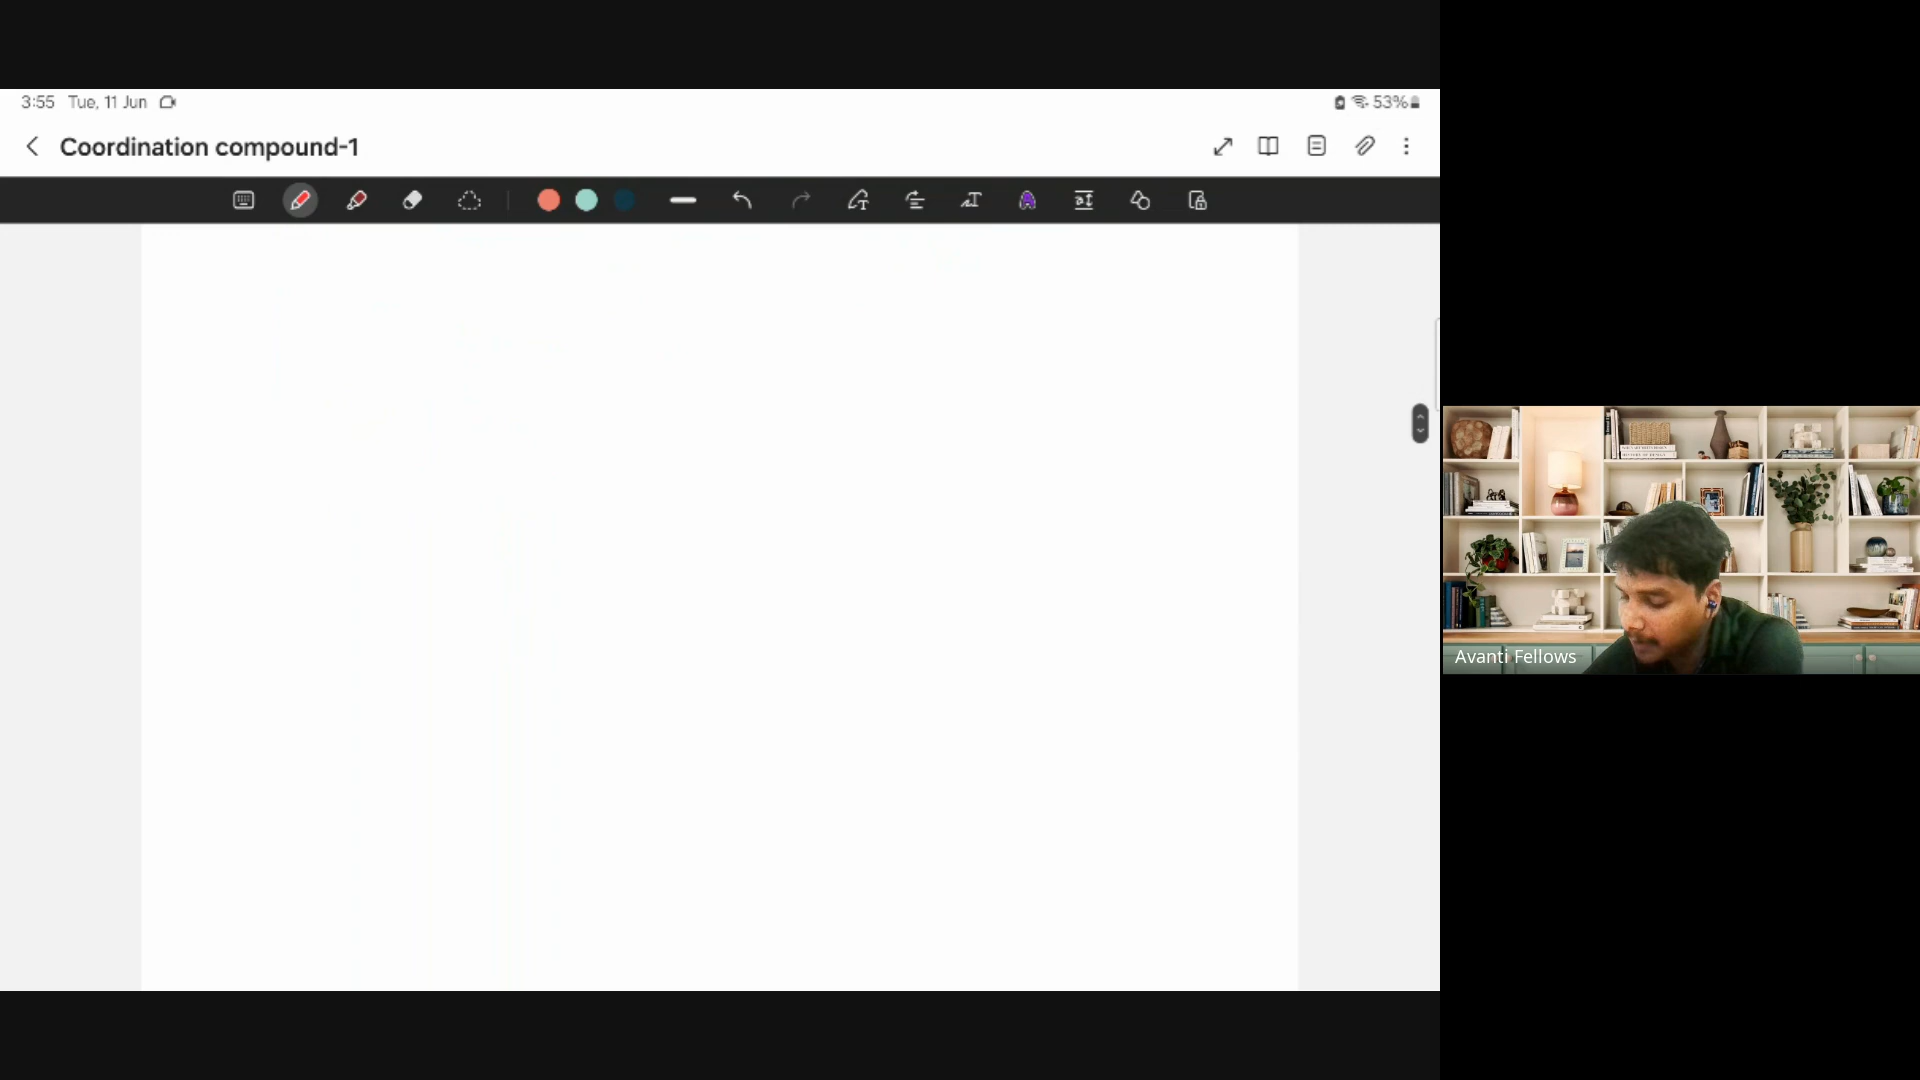 3:55 Tue, 11 Jun 53%
Coordination compound-1
Avanti Fellows